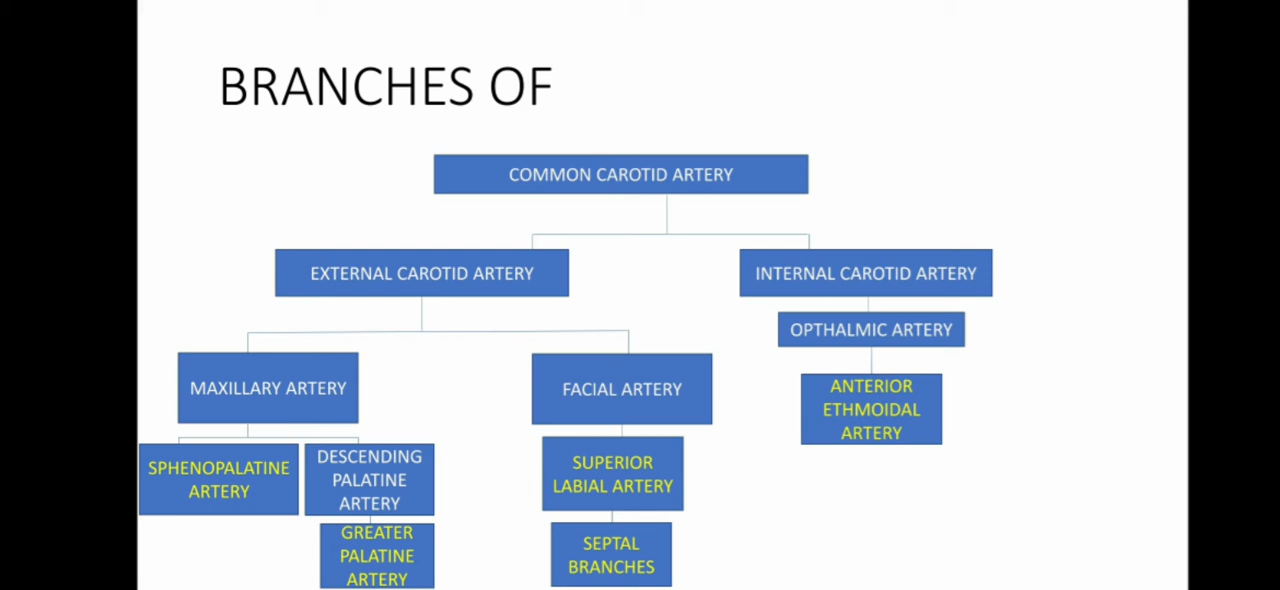 BRANCHES OF
COMMON CAROTID ARTERY
EXTERNAL CAROTID ARTERY
INTERNAL CAROTID ARTERY
OPTHALMIC ARTERY
MAXILLARY ARTERY
FACIAL ARTERY
ANTERIOR
ETHMOIDAL
ARTERY
SPHENOPALATINE
ARTERY
DESCENDING
PALATINE
ARTERY
SUPERIOR
LABIAL ARTERY
GREATER
PALATINE
ARTERY
SEPTAL
BRANCHES